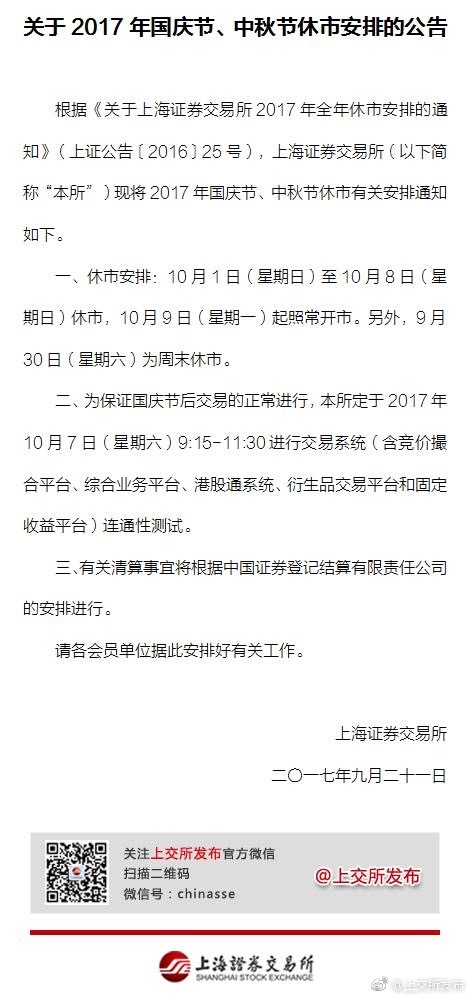 关于 2017 年国庆节、中秋节休市安排的公告
根据《关于上海证券交易所 2017 年全年休市安排的通
知》（上证公告〔2016〕25 号），上海证券交易所（以下简
称“本所”）现将 2017 年国庆节、中秋节休市有关安排通知
如下。
一、休市安排：10 月 1 日（星期日）至 10 月 8 日（星
期日）休市，10 月 9 日（星期一）起照常开市。另外，9 月
30 日（星期六）为周末休市。
二、为保证国庆节后交易的正常进行，本所定于 2017 年
10 月 7 日（星期六）9:15-11:30 进行交易系统（含竞价撮
合平台、综合业务平台、港股通系统、衍生品交易平台和固定
收益平台）连通性测试。
三、有关清算事宜将根据中国证券登记结算有限责任公司
的安排进行。
请各会员单位据此安排好有关工作。
上海证券交易所
二〇一七年九月二十一日
关注上交所发布官方微信
扫描二维码
微信号：chinasse
@上交所发布
上海證券交易所
SHANGHAI STOCK EXCHANGE
@上交所发布